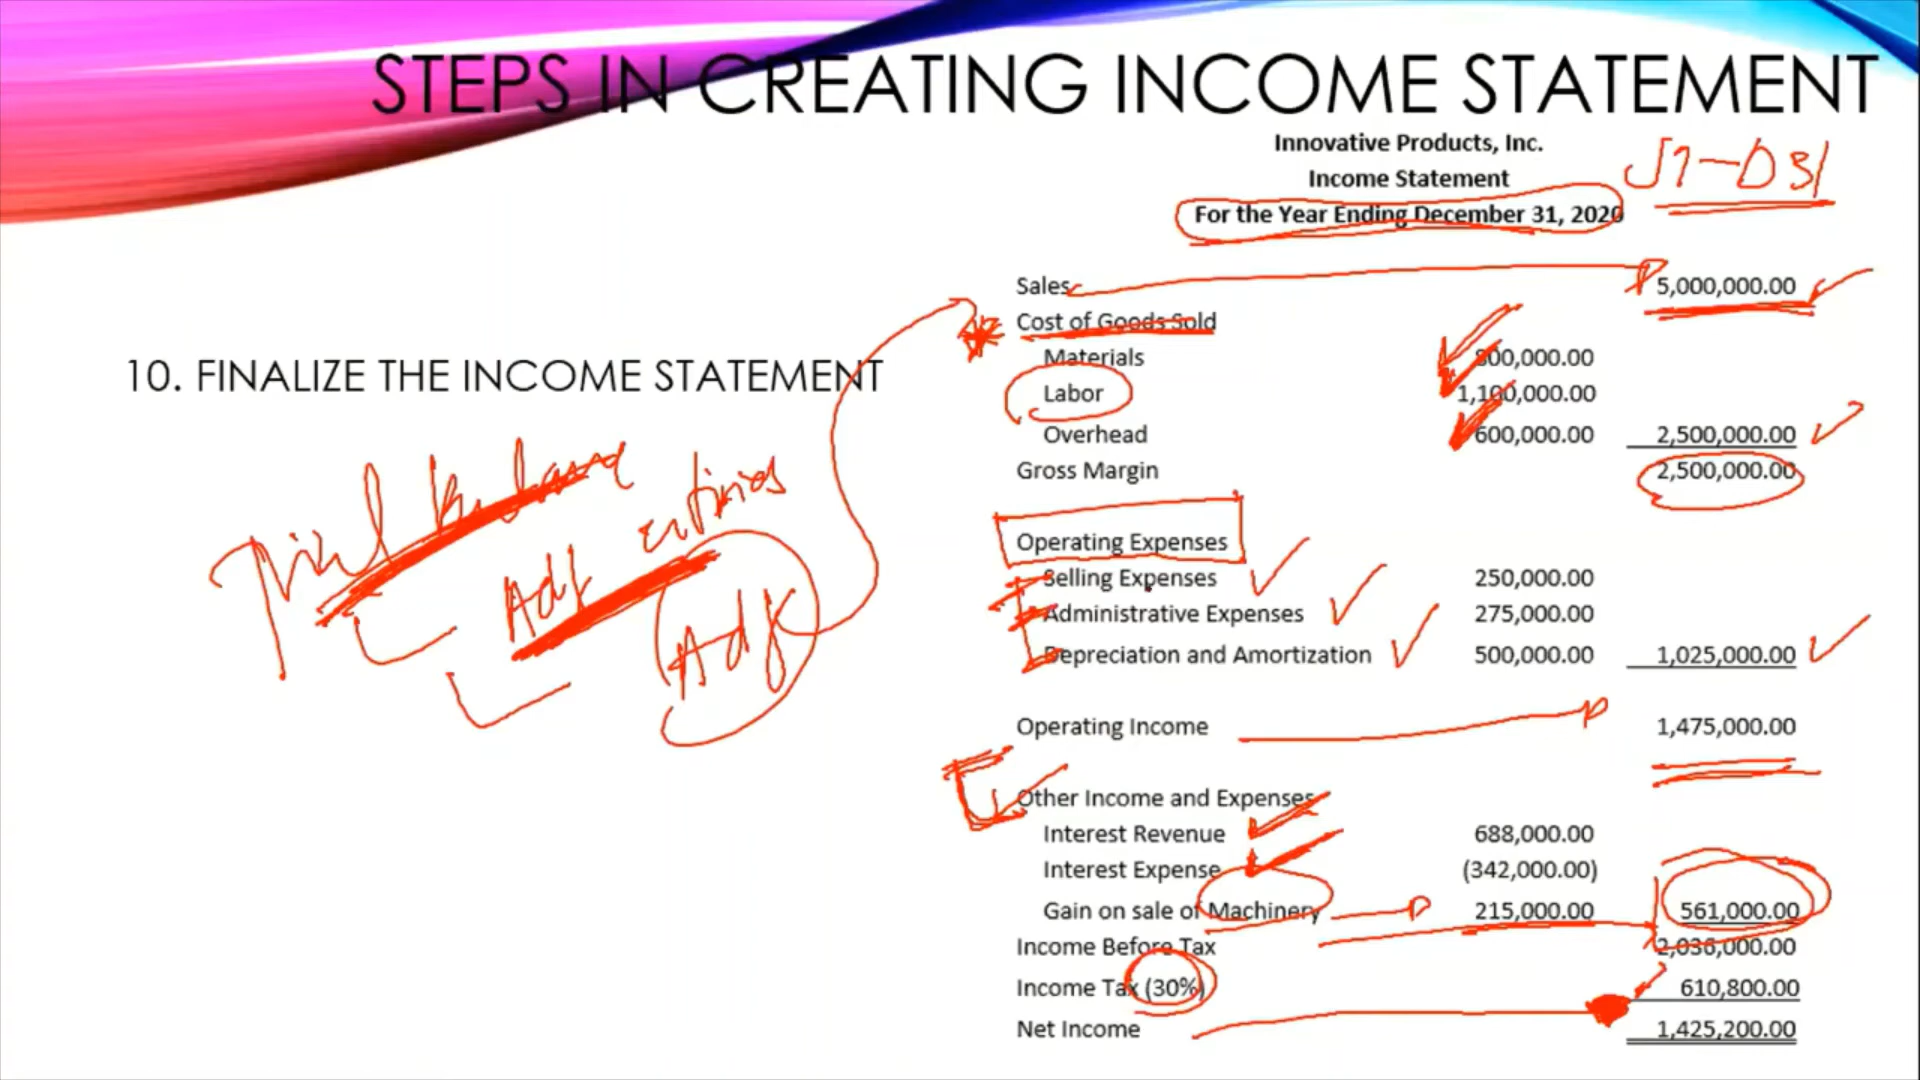 STEPS IN CREATING INCOME STATEMENT
Innovative Products, Inc.
Income Statement
For the Year Ending December 31, 2020
J1-D31
Sales 5,000,000.00
Cost of Goods Sold
Materials 800,000.00
10. FINALIZE THE INCOME STATEMENT
Labor 1,100,000.00
Overhead 600,000.00 2,500,000.00
Gross Margin 2,500,000.00
Trial balance
Adj entries
Adj
Operating Expenses
Selling Expenses 250,000.00
Administrative Expenses 275,000.00
Depreciation and Amortization 500,000.00 1,025,000.00
Operating Income 1,475,000.00
Other Income and Expenses
Interest Revenue 688,000.00
Interest Expense (342,000.00)
Gain on sale of Machinery 215,000.00 561,000.00
Income Before Tax 2,036,000.00
Income Tax (30%) 610,800.00
Net Income 1,425,200.00